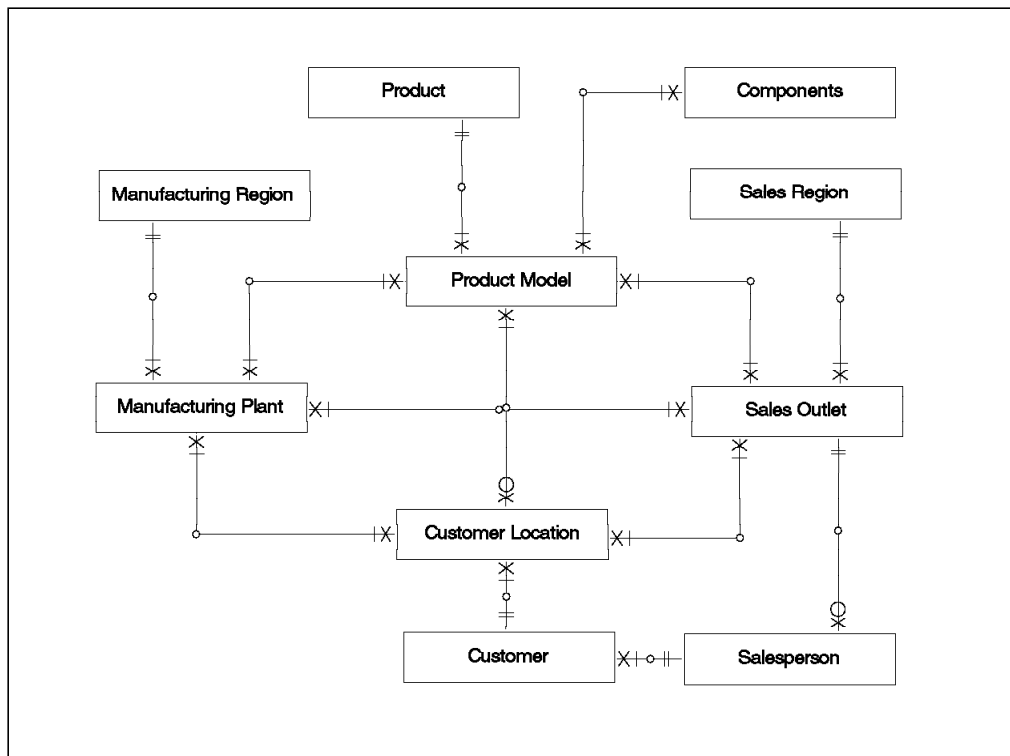 Product
Components
Manufacturing Region
Sales Region
Product Model
Manufacturing Plant
Sales Outlet
Customer Location
Customer
Salesperson